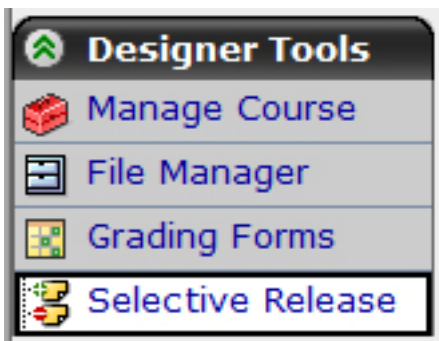 Designer Tools
Manage Course
File Manager
Grading Forms
Selective Release